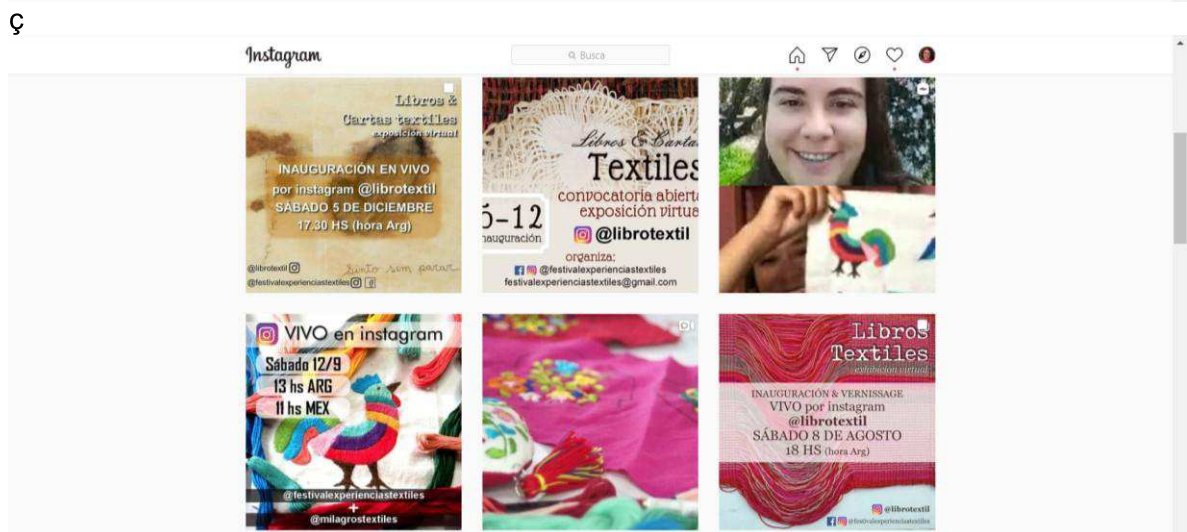 ç
Instagram
Busca
Libros &
Cartas textiles
exposición virtual
INAUGURACIÓN EN VIVO
por instagram @librotextil
SÁBADO 5 DE DICIEMBRE
17.30 HS (hora Arg)
@librotextil
Siento sem parar
@festivalexperienciastextiles
Libros & Cartas
Textiles
convocatoria abierta
exposición virtual
5-12
inauguración
@librotextil
organiza:
@festivalexperienciastextiles
festivalexperienciastextiles@gmail.com
VIVO en instagram
Sábado 12/9
13 hs ARG
11 hs MEX
@festivalexperienciastextiles
+
@milagrostextiles
Libros
Textiles
exhibición virtual
INAUGURACIÓN & VERNISSAGE
VIVO por instagram
@librotextil
SÁBADO 8 DE AGOSTO
18 HS (hora Arg)
@librotextil
@festivalexperienciastextiles